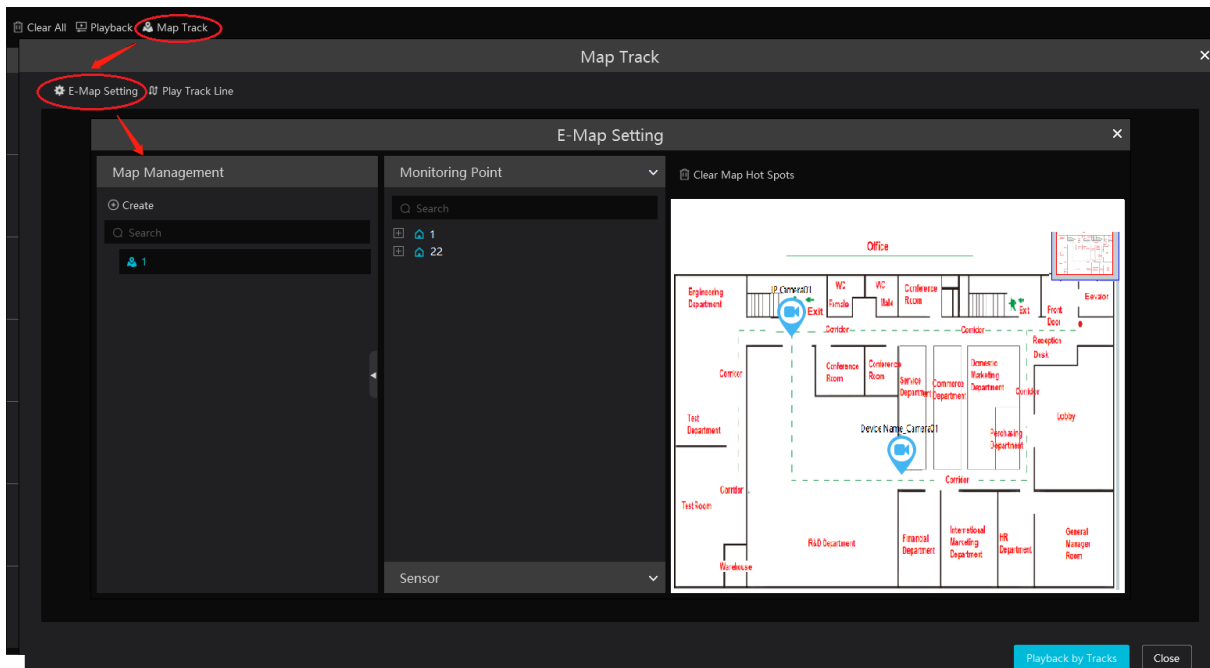 Clear All Playback Map Track
Map Track
E-Map Setting Play Track Line
E-Map Setting
Map Management
Create
Search
1
Monitoring Point
Search
1
22
Sensor
Clear Map Hot Spots
Office
Engineering
Department
IP_Camera01
Exit
WC
Female
WC
Male
Conference
Room
Exit
Front
Door
Elevator
Corridor
Corridor
Reception
Desk
Corridor
Conference
Room
Conference
Room
Service
Department
Commerce
Department
Domestic
Marketing
Department
Corridor
Lobby
Test
Department
Device Name_Camera01
Purchasing
Department
Corridor
Corridor
Test Room
R&D Department
Financial
Department
International
Marketing
Department
HR
Department
General
Manager
Room
Warehouse
Playback by Tracks Close